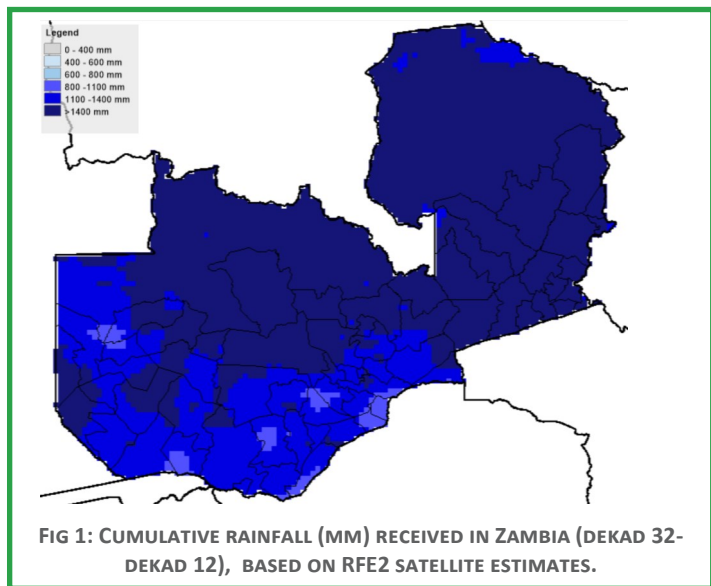 Legend
0 - 400 mm
400 - 600 mm
600 - 800 mm
800 -1100 mm
1100 -1400 mm
>1400 mm
FIG 1: CUMULATIVE RAINFALL (MM) RECEIVED IN ZAMBIA (DEKAD 32-
DEKAD 12), BASED ON RFE2 SATELLITE ESTIMATES.